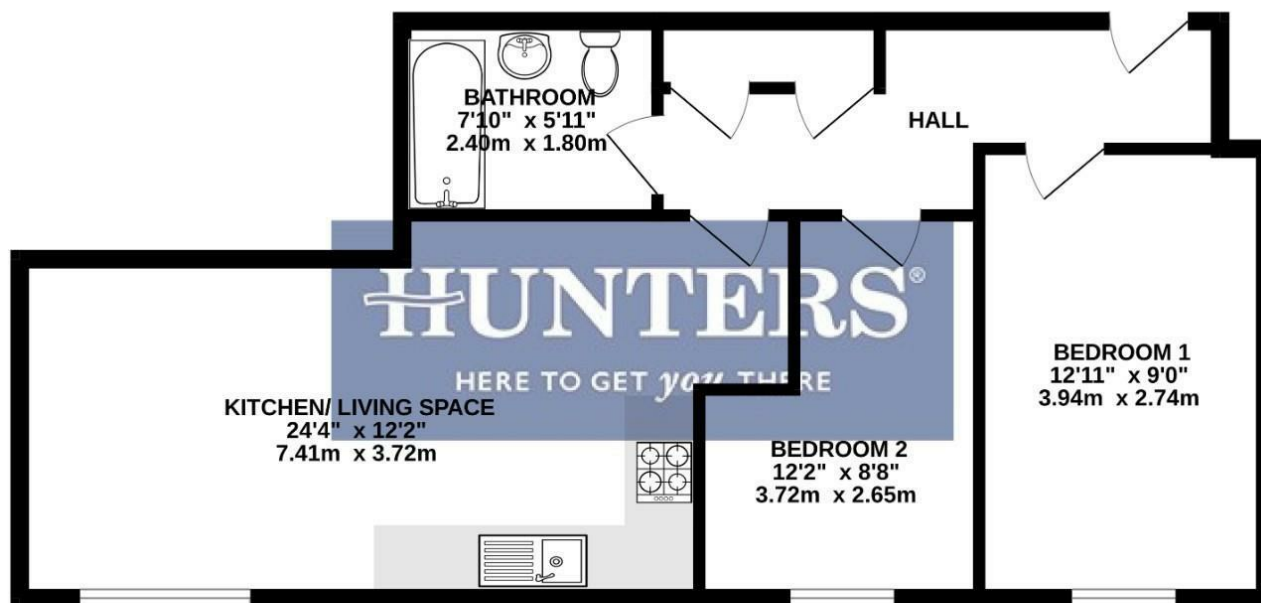 BATHROOM
7'10" x 5'11"
2.40m x 1.80m
HALL
HUNTERS®
HERE TO GET you THERE
KITCHEN/ LIVING SPACE
24'4" x 12'2"
7.41m x 3.72m
BEDROOM 2
12'2" x 8'8"
3.72m x 2.65m
BEDROOM 1
12'11" x 9'0"
3.94m x 2.74m